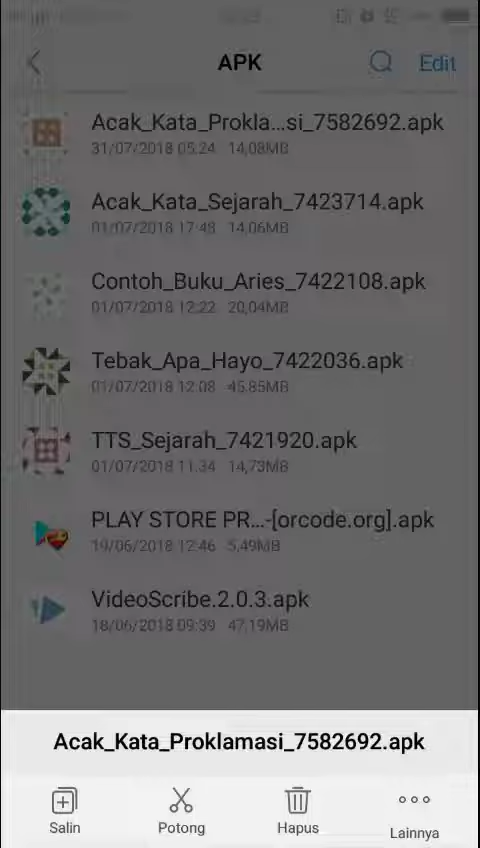 APK
Edit
Acak_Kata_Prokla...si_7582692.apk
31/07/2018 05:24 14,08MB
Acak_Kata_Sejarah_7423714.apk
01/07/2018 17:48 14,06MB
Contoh_Buku_Aries_7422108.apk
01/07/2018 12:22 20,04MB
Tebak_Apa_Hayo_7422036.apk
01/07/2018 12:08 45,85MB
TTS_Sejarah_7421920.apk
01/07/2018 11:34 14,73MB
PLAY STORE PR...-[orcode.org].apk
19/06/2018 12:46 5,49MB
VideoScribe.2.0.3.apk
18/06/2018 09:39 47,19MB
Acak_Kata_Proklamasi_7582692.apk
Salin
Potong
Hapus
Lainnya